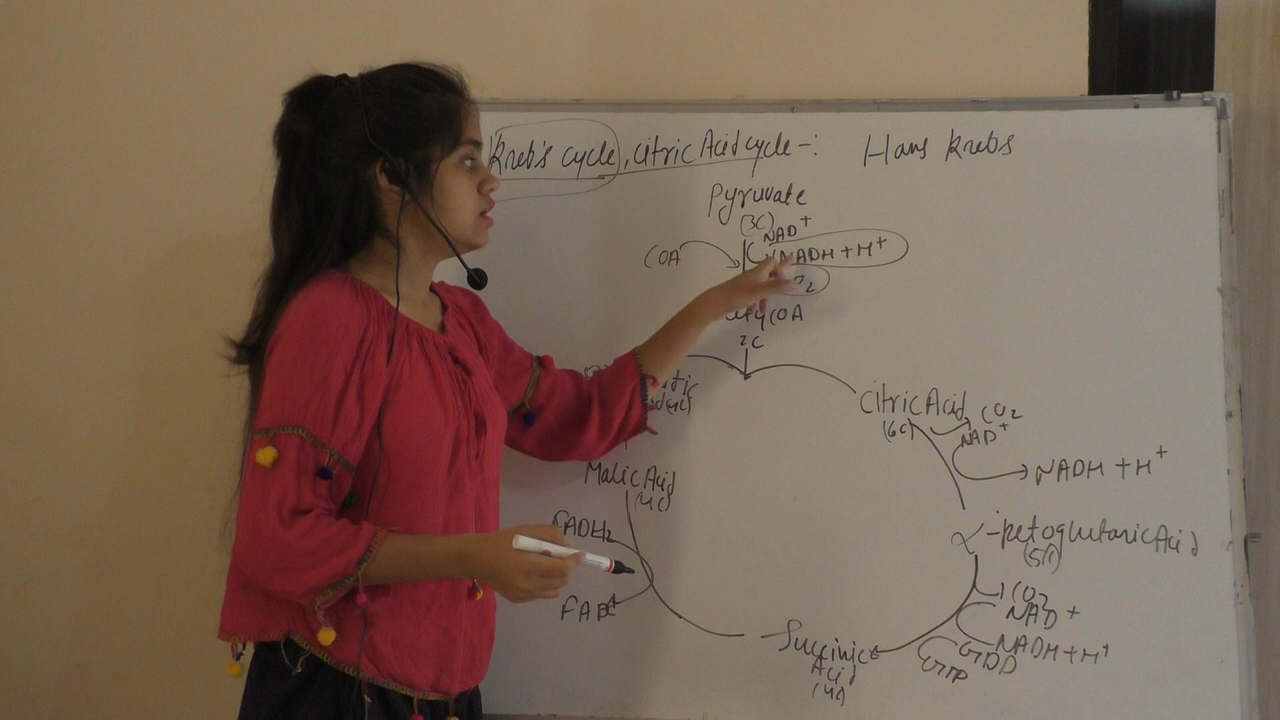 Kreb's cycle, citric Acid cycle -: Hans Krebs
Pyruvate
(3C)
NAD+
COA
NADH + H+
COA
2C
Citric Acid
(6C)
CO2
NAD+
NADH + H+
Malic Acid
(4C)
FADH2
FAD
α-ketoglutaric Acid
(5C)
CO2
NAD+
NADH + H+
GDP
GTP
Succinic
Acid
(4C)